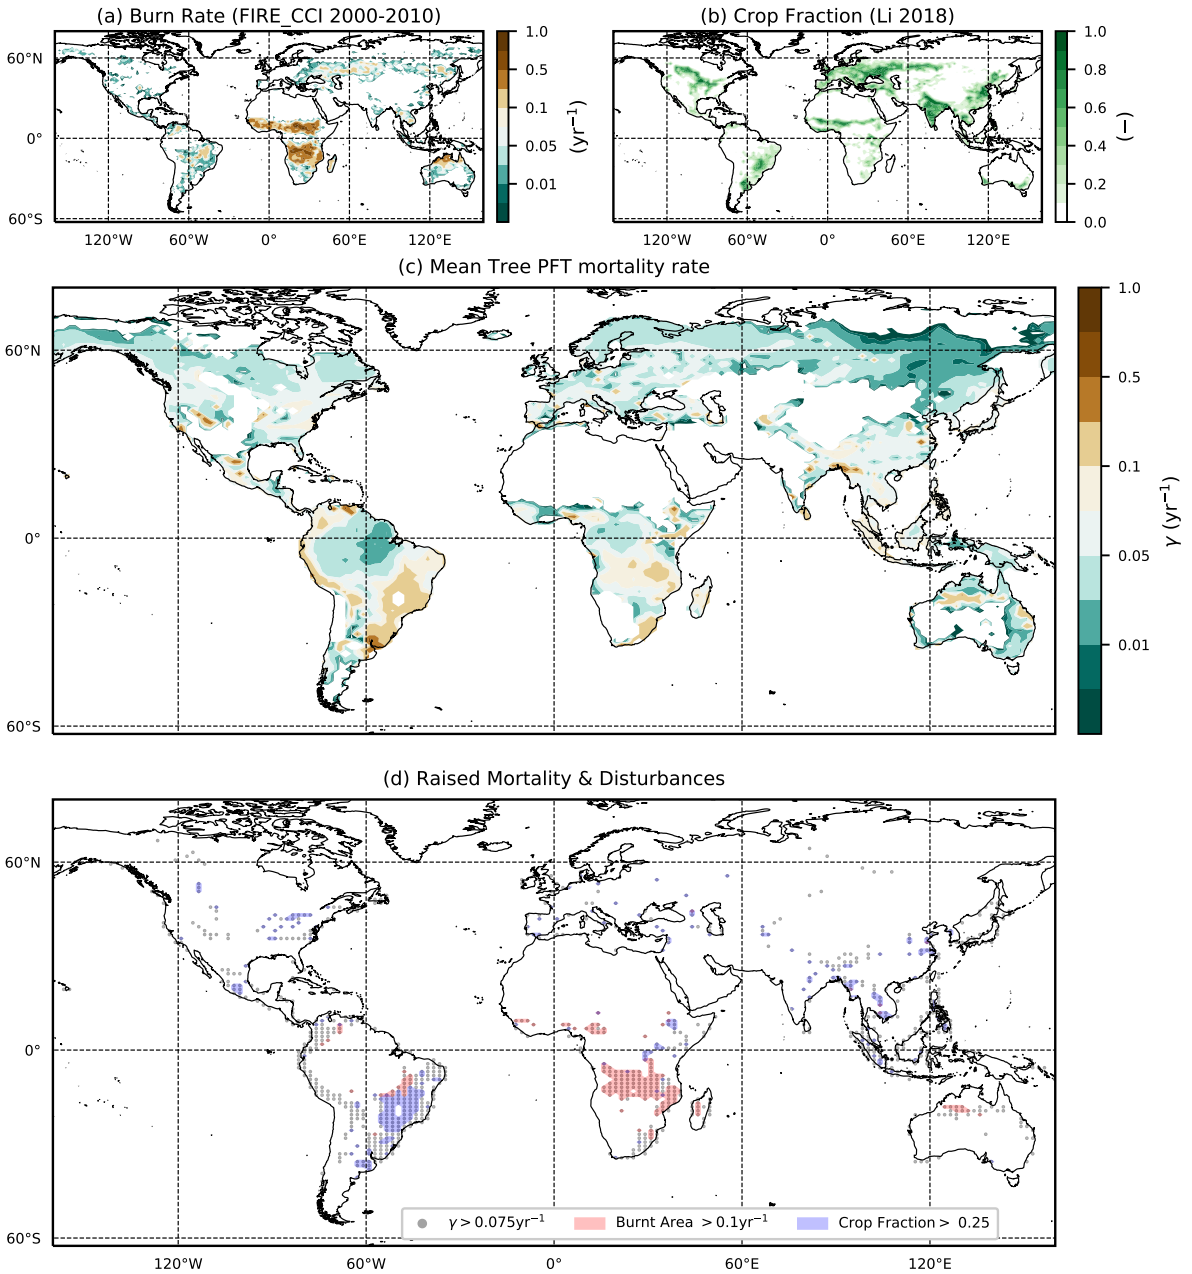 (a) Burn Rate (FIRE_CCI 2000-2010)
(b) Crop Fraction (Li 2018)
60°N
0°
60°S
120°W 60°W 0° 60°E 120°E
1.0
0.5
0.1
0.05
0.01
(yr⁻¹)
120°W 60°W 0° 60°E 120°E
1.0
0.8
0.6
0.4
0.2
0.0
(−)
(c) Mean Tree PFT mortality rate
60°N
0°
60°S
1.0
0.5
0.1
0.05
0.01
γ (yr⁻¹)
(d) Raised Mortality & Disturbances
60°N
0°
60°S
γ > 0.075yr⁻¹ Burnt Area > 0.1yr⁻¹ Crop Fraction > 0.25
120°W 60°W 0° 60°E 120°E